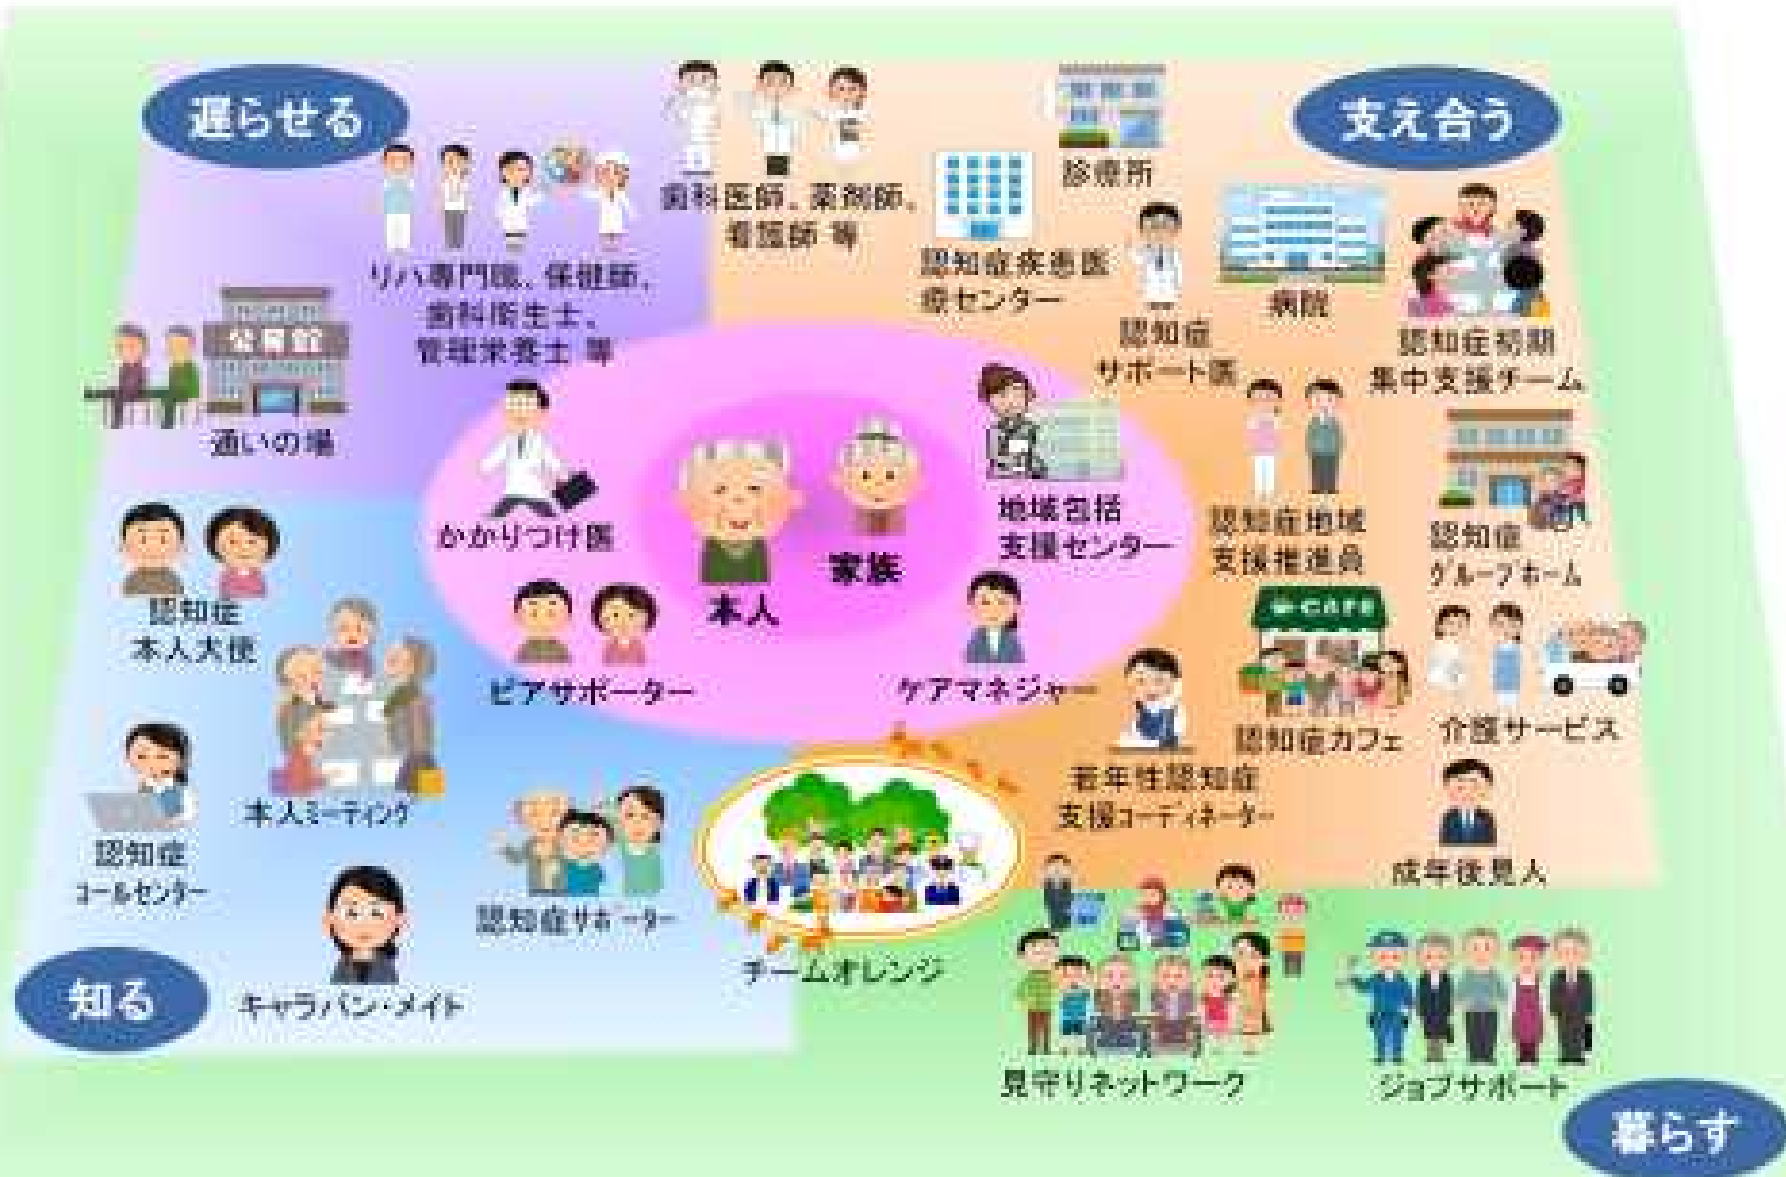 遅らせる
支え合う
歯科医師、薬剤師、
看護師 等
診療所
リハ専門職、保健師、
歯科衛生士、
管理栄養士 等
認知症疾患医
療センター
認知症
サポート医
病院
認知症初期
集中支援チーム
公民館
通いの場
かかりつけ医
本人
家族
地域包括
支援センター
認知症地域
支援推進員
認知症
グループホーム
認知症
本人大使
ピアサポーター
ケアマネジャー
CAFE
認知症カフェ
介護サービス
本人ミーティング
若年性認知症
支援コーディネーター
成年後見人
認知症
コールセンター
認知症サポーター
チームオレンジ
キャラバン・メイト
知る
見守りネットワーク
ジョブサポート
暮らす